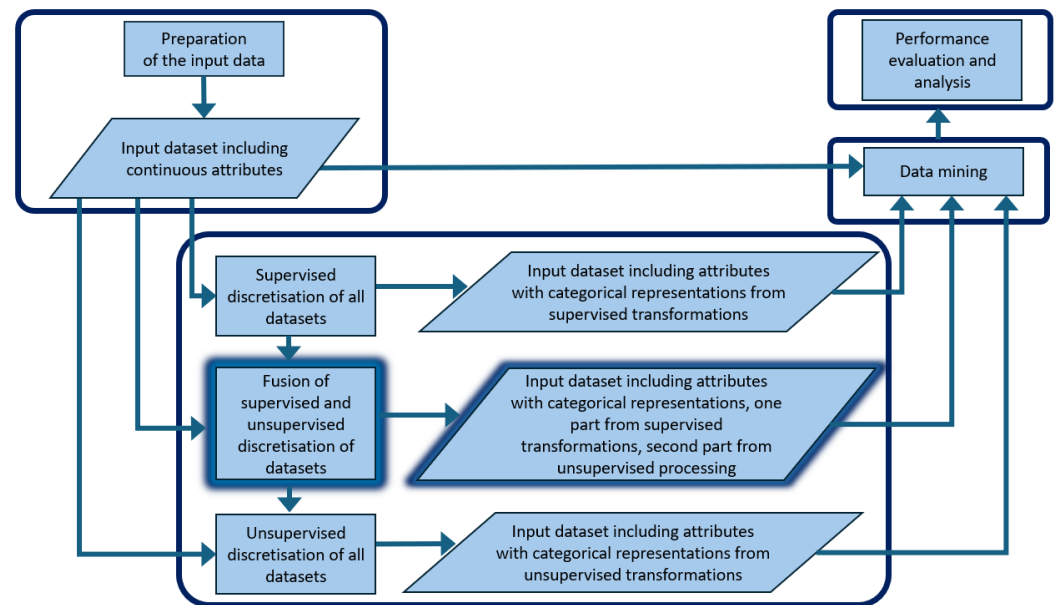 Preparation
of the input data
Performance
evaluation and
analysis
Input dataset including
continuous attributes
Data mining
Supervised
discretisation of all
datasets
Input dataset including attributes
with categorical representations from
supervised transformations
Fusion of
supervised and
unsupervised
discretisation of
datasets
Input dataset including attributes
with categorical representations, one
part from supervised
transformations, second part from
unsupervised processing
Unsupervised
discretisation of all
datasets
Input dataset including attributes
with categorical representations from
unsupervised transformations